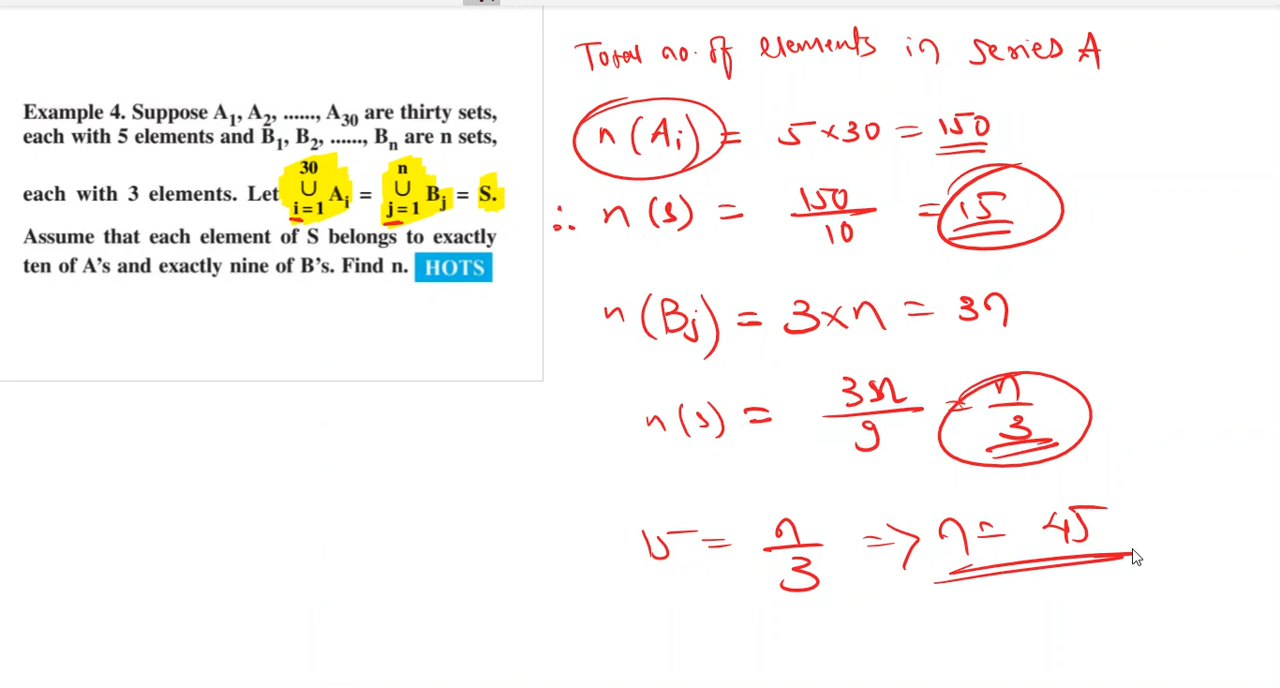 Example 4. Suppose A₁, A₂, ......, A₃₀ are thirty sets,
each with 5 elements and B₁, B₂, ......, Bₙ are n sets,
each with 3 elements. Let ∪ᵢ₌₁³⁰ Aᵢ = ∪ⱼ₌₁ⁿ Bⱼ = S.
Assume that each element of S belongs to exactly
ten of A's and exactly nine of B's. Find n. HOTS
Total no. of elements in series A
n(Aᵢ) = 5 × 30 = 150
∴ n(s) = 150/10 = 15
n(Bⱼ) = 3×n = 3n
n(s) = 3n/9 = n/3
15 = n/3 => n = 45